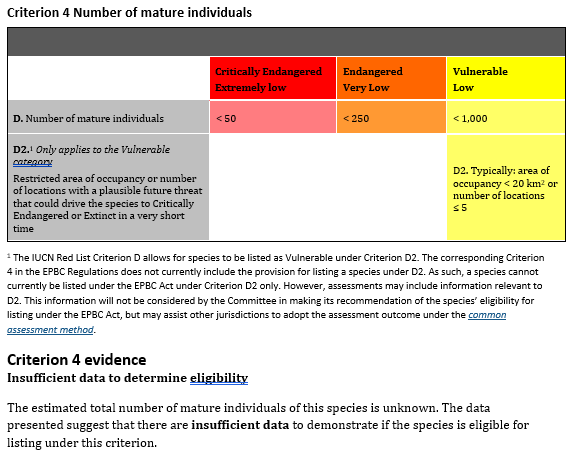 Criterion 4 Number of mature individuals
Critically Endangered
Extremely low
Endangered
Very Low
Vulnerable
Low
D. Number of mature individuals
< 50
< 250
< 1,000
D2.¹ Only applies to the Vulnerable
category
Restricted area of occupancy or number
of locations with a plausible future threat
that could drive the species to Critically
Endangered or Extinct in a very short
time
D2. Typically: area of
occupancy < 20 km² or
number of locations
≤ 5
¹ The IUCN Red List Criterion D allows for species to be listed as Vulnerable under Criterion D2. The corresponding Criterion
4 in the EPBC Regulations does not currently include the provision for listing a species under D2. As such, a species cannot
currently be listed under the EPBC Act under Criterion D2 only. However, assessments may include information relevant to
D2. This information will not be considered by the Committee in making its recommendation of the species' eligibility for
listing under the EPBC Act, but may assist other jurisdictions to adopt the assessment outcome under the common
assessment method.
Criterion 4 evidence
Insufficient data to determine eligibility
The estimated total number of mature individuals of this species is unknown. The data
presented suggest that there are insufficient data to demonstrate if the species is eligible for
listing under this criterion.